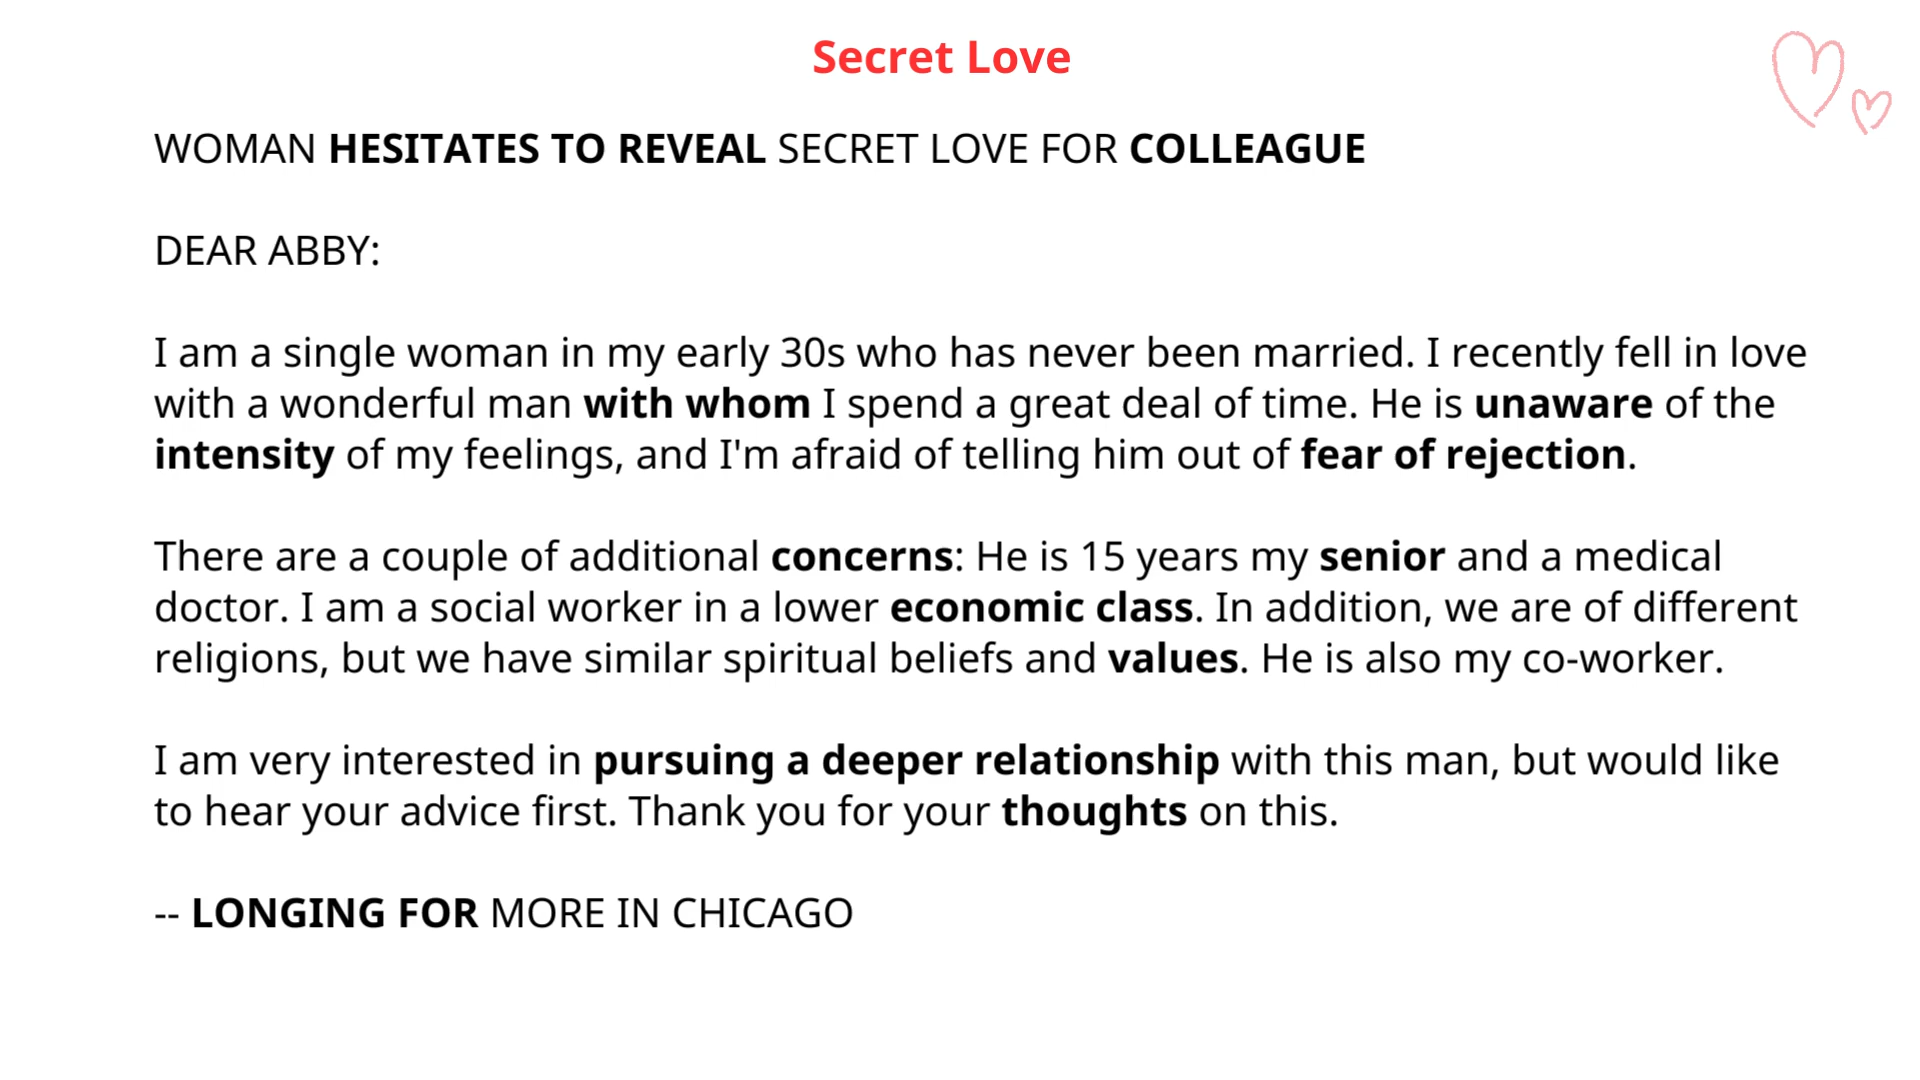 Secret Love
WOMAN HESITATES TO REVEAL SECRET LOVE FOR COLLEAGUE
DEAR ABBY:
I am a single woman in my early 30s who has never been married. I recently fell in love
with a wonderful man with whom I spend a great deal of time. He is unaware of the
intensity of my feelings, and I'm afraid of telling him out of fear of rejection.
There are a couple of additional concerns: He is 15 years my senior and a medical
doctor. I am a social worker in a lower economic class. In addition, we are of different
religions, but we have similar spiritual beliefs and values. He is also my co-worker.
I am very interested in pursuing a deeper relationship with this man, but would like
to hear your advice first. Thank you for your thoughts on this.
-- LONGING FOR MORE IN CHICAGO